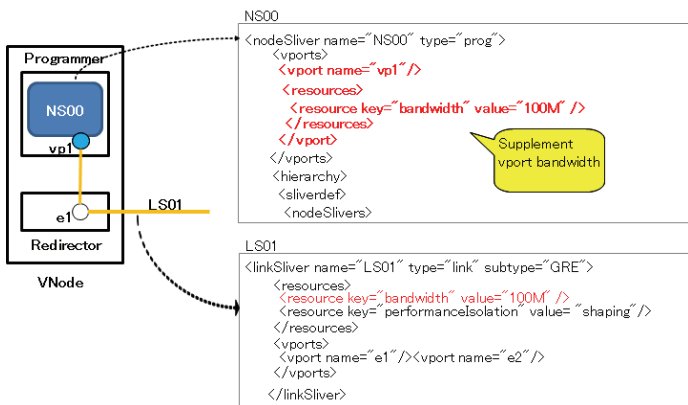 Programmer
NS00
vp1
e1
LS01
Redirector
VNode
NS00
<nodeSliver name="NS00" type="prog">
<vports>
<vport name="vp1"/>
<resources>
<resource key="bandwidth" value="100M" />
</resources>
</vport>
</vports>
<hierarchy>
<sliverdef>
<nodeSlivers>
Supplement
vport bandwidth
LS01
<linkSliver name="LS01" type="link" subtype="GRE">
<resources>
<resource key="bandwidth" value="100M" />
<resource key="performanceIsolation" value= "shaping"/>
</resources>
<vports>
<vport name="e1"/><vport name="e2"/>
</vports>
</linkSliver>